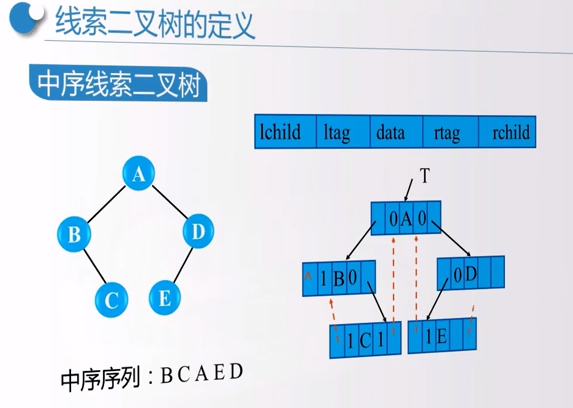 线索二叉树的定义
中序线索二叉树
lchild ltag data rtag rchild
A
B
D
C
E
T
0 A 0
^ 1 B 0
0 D
1 C 1
1 E
中序序列：B C A E D